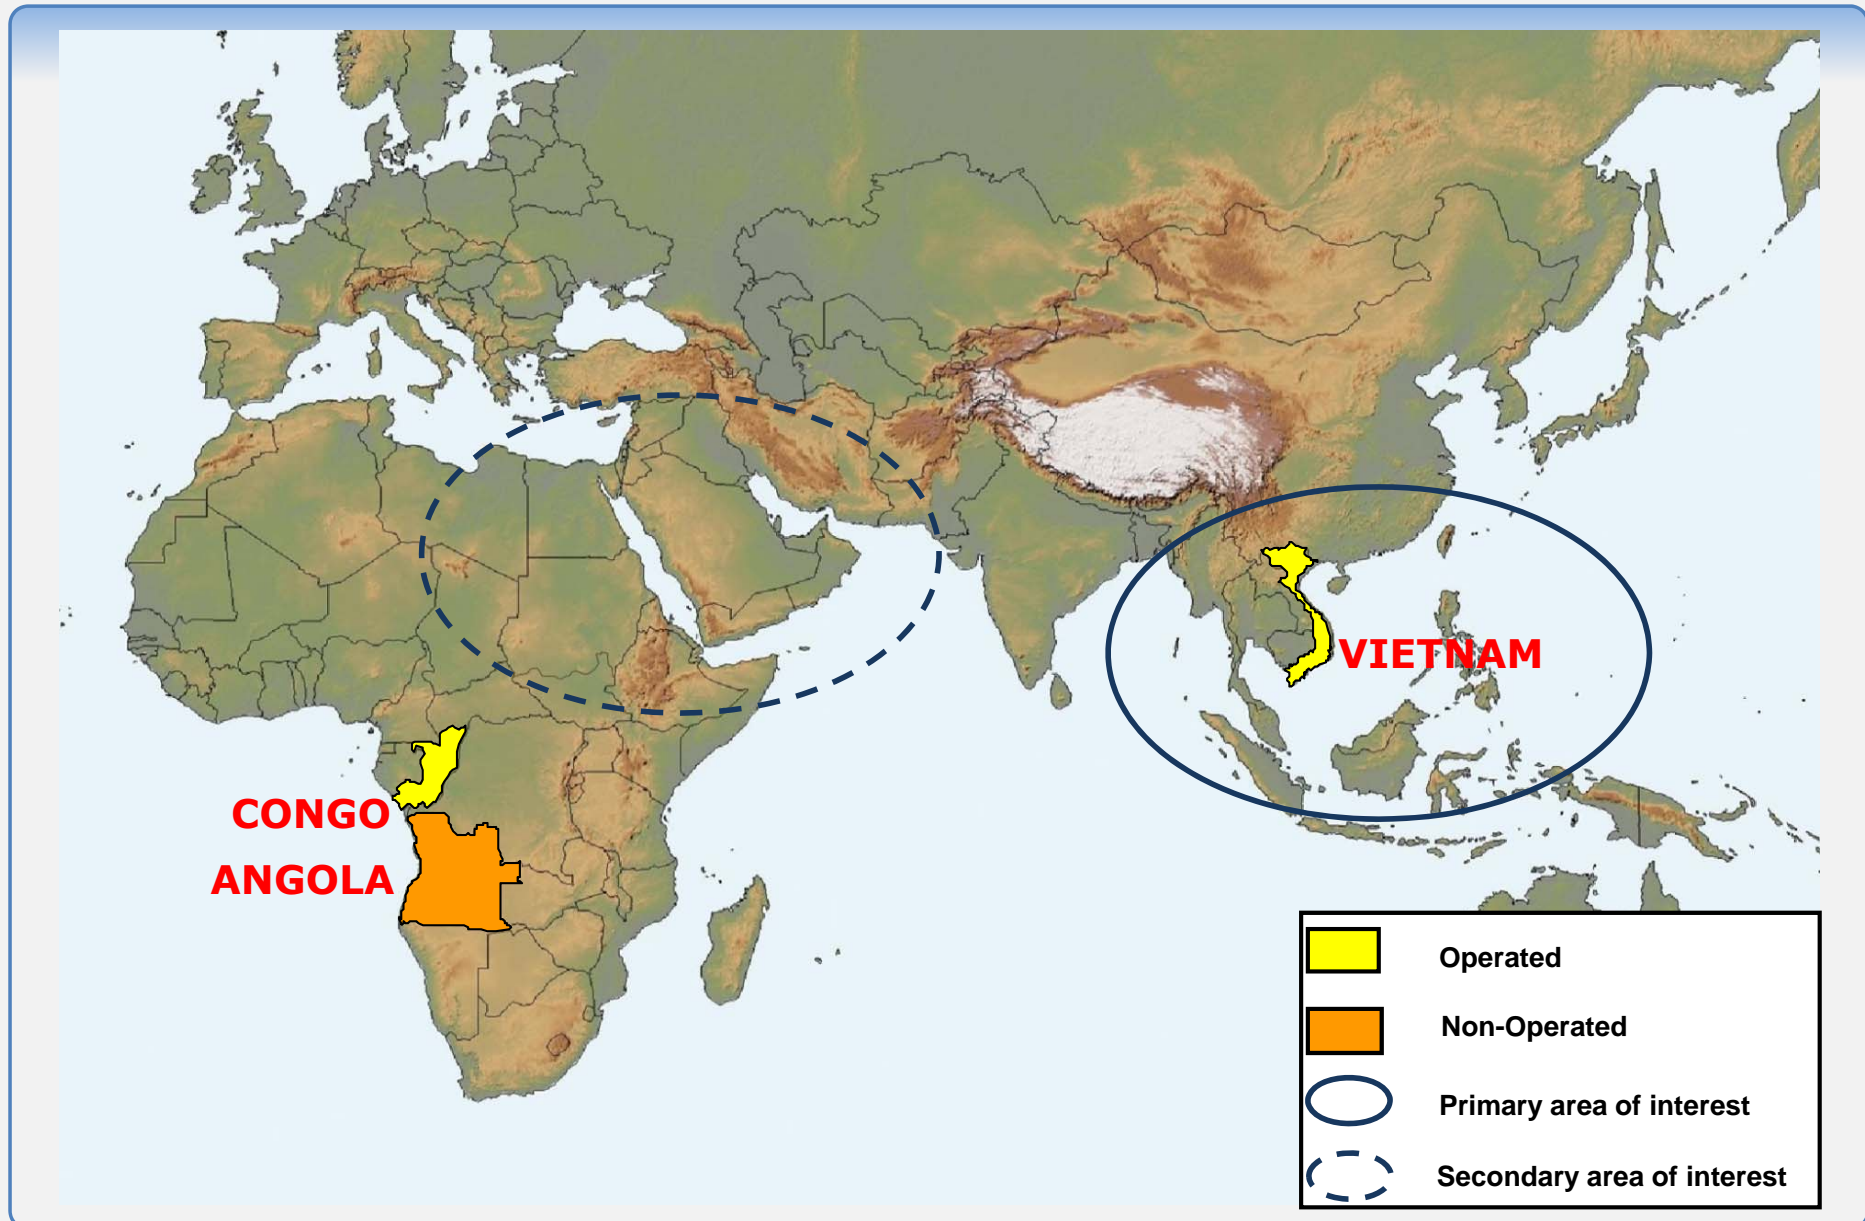 VIETNAM
CONGO
ANGOLA
Operated
Non-Operated
Primary area of interest
Secondary area of interest